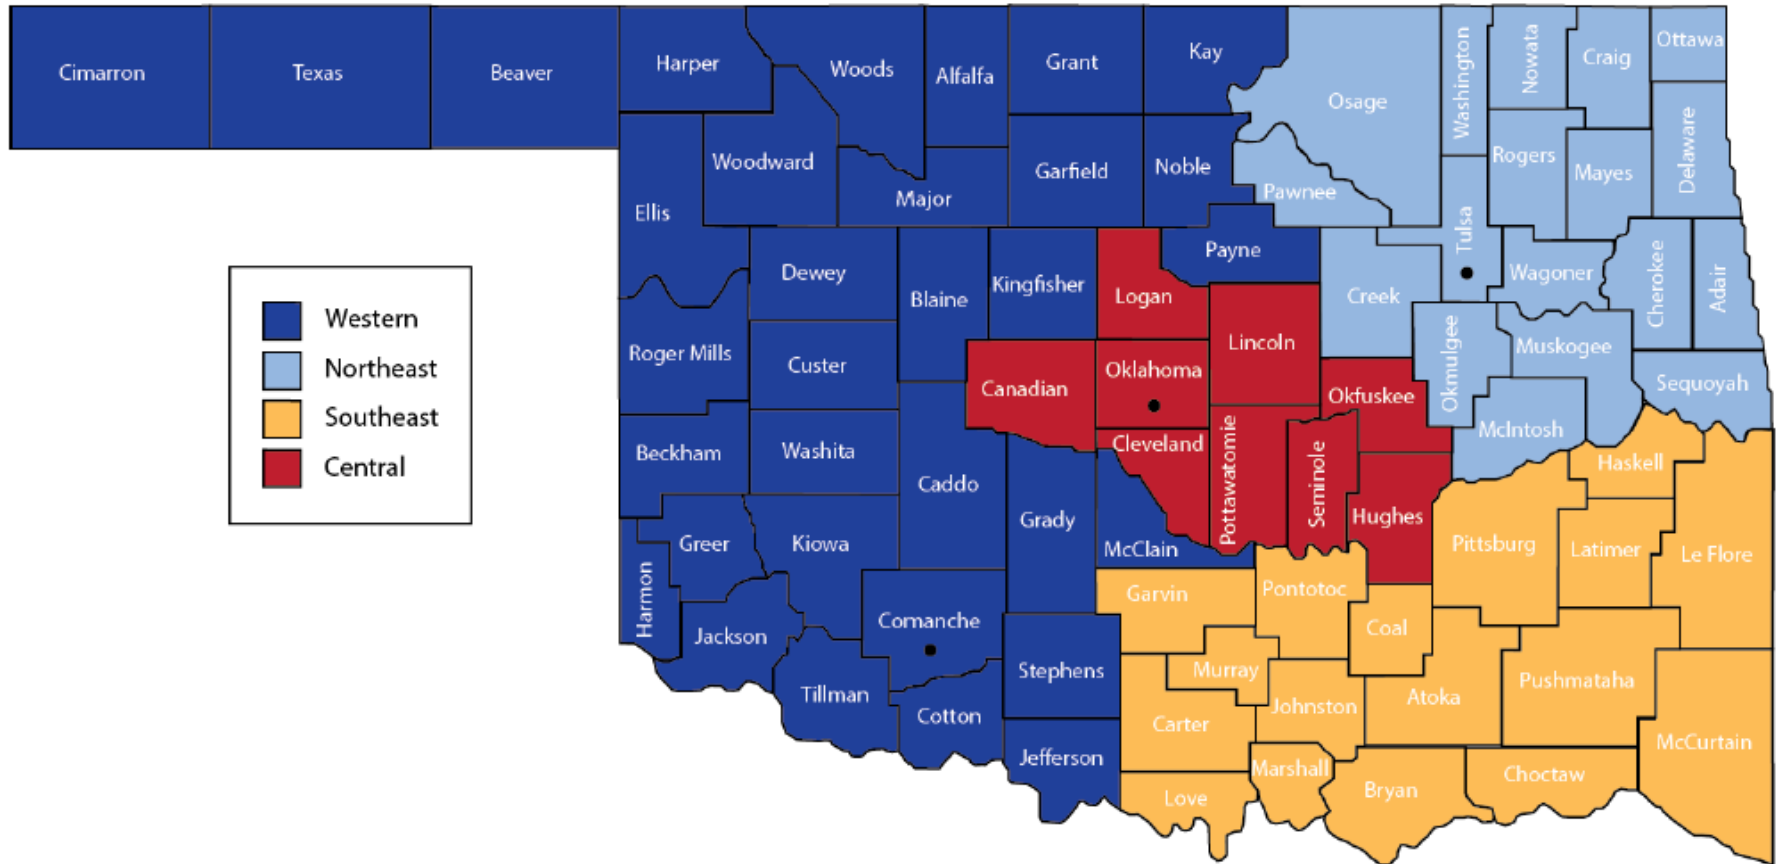 Cimarron
Texas
Beaver
Harper
Woods
Alfalfa
Grant
Kay
Osage
Washington
Nowata
Craig
Ottawa
Woodward
Major
Garfield
Noble
Pawnee
Rogers
Mayes
Delaware
Ellis
Dewey
Blaine
Kingfisher
Logan
Payne
Creek
Tulsa
Wagoner
Cherokee
Adair
Western
Northeast
Southeast
Central
Roger Mills
Custer
Canadian
Oklahoma
Lincoln
Okfuskee
Okmulgee
Muskogee
Sequoyah
Beckham
Washita
Caddo
Grady
Cleveland
McClain
Pottawatomie
Seminole
Hughes
McIntosh
Haskell
Harmon
Greer
Kiowa
Pittsburg
Latimer
Le Flore
Jackson
Comanche
Garvin
Pontotoc
Coal
Tillman
Cotton
Stephens
Murray
Carter
Johnston
Atoka
Pushmataha
McCurtain
Jefferson
Love
Marshall
Bryan
Choctaw